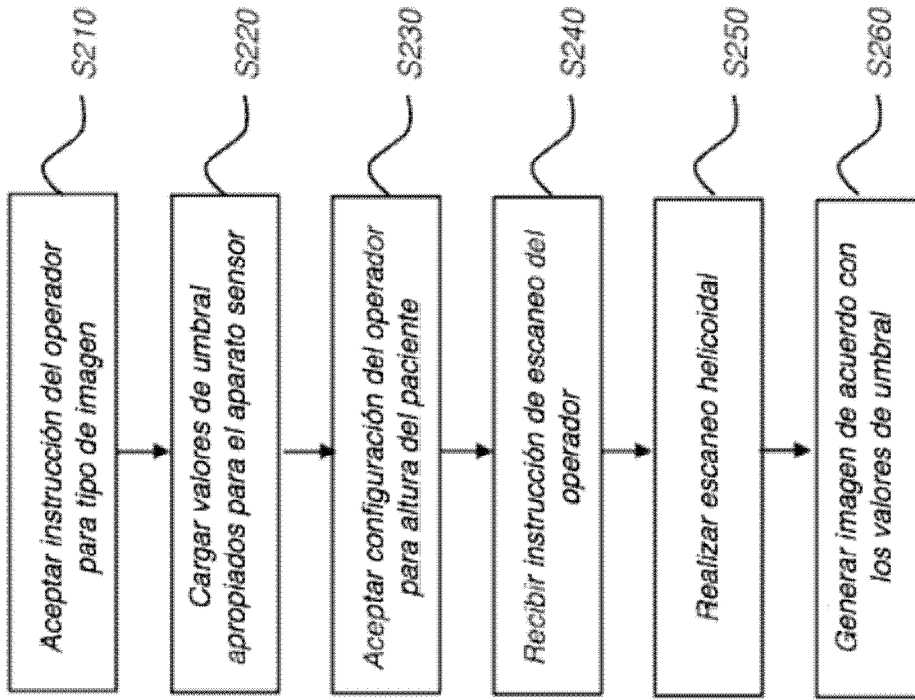 Aceptar instrucción del operador
para tipo de imagen
S210
Cargar valores de umbral
apropiados para el aparato sensor
S220
Aceptar configuración del operador
para altura del paciente
S230
Recibir instrucción de escaneo del
operador
S240
Realizar escaneo helicoidal
S250
Generar imagen de acuerdo con
los valores de umbral
S260